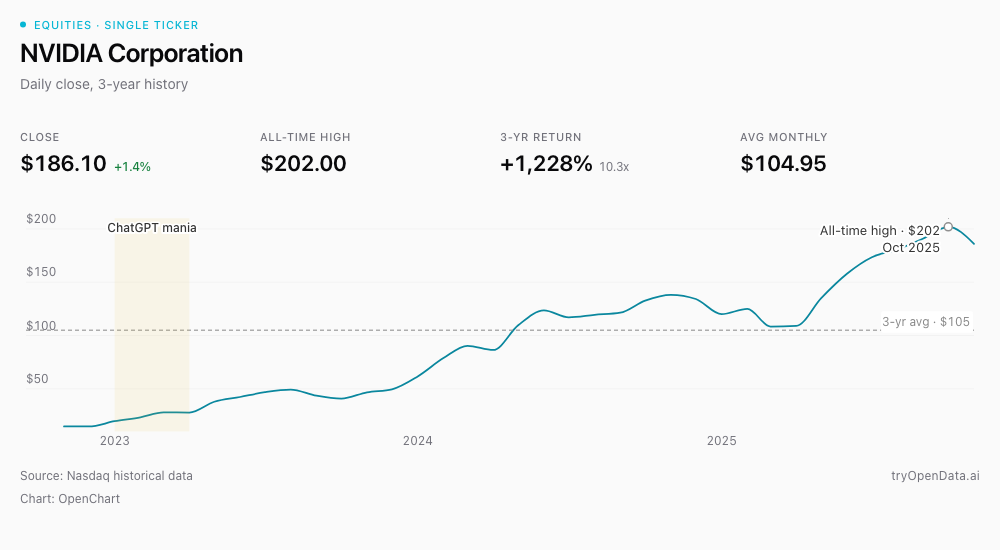 EQUITIES · SINGLE TICKER
NVIDIA Corporation
Daily close, 3-year history
CLOSE
$186.10 +1.4%
ALL-TIME HIGH
$202.00
3-YR RETURN
+1,228% 10.3x
AVG MONTHLY
$104.95
$200
$150
$100
$50
ChatGPT mania
All-time high · $202
Oct 2025
3-yr avg · $105
2023
2024
2025
Source: Nasdaq historical data
Chart: OpenChart
tryOpenData.ai